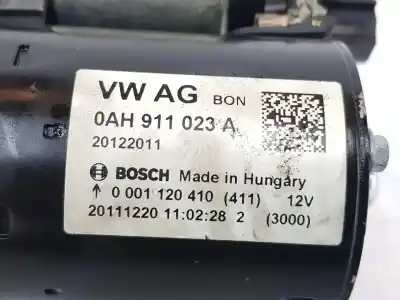 VW AG BON
0AH 911 023 A
20122011
BOSCH Made in Hungary
↑ 0 001 120 410 (411) 12V
20111220 11:02:28 2 (3000)